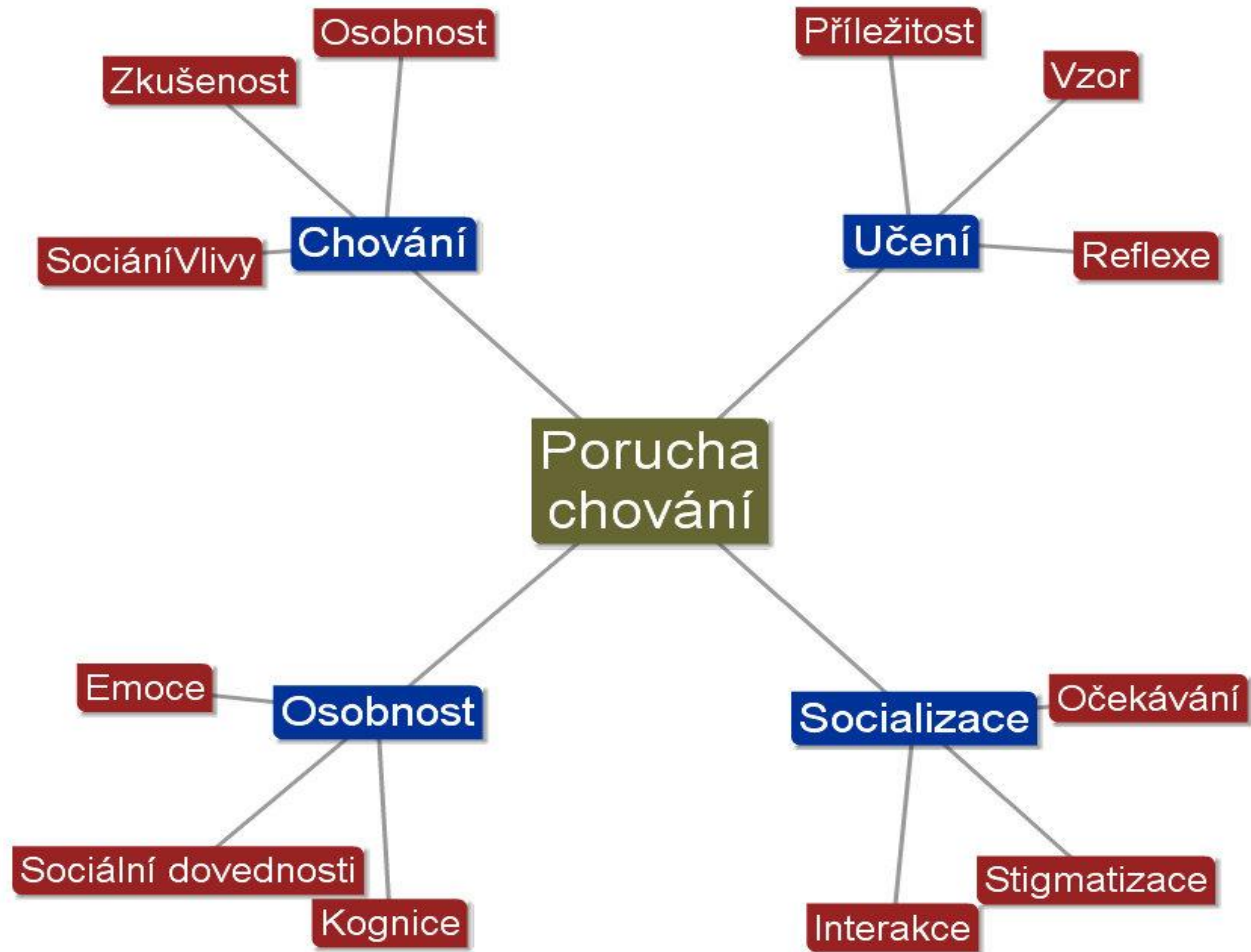 Osobnost
Zkušenost
SociáníVlivy
Chování
Příležitost
Vzor
Učení
Reflexe
Porucha
chování
Emoce
Osobnost
Sociální dovednosti
Kognice
Socializace
Očekávání
Stigmatizace
Interakce